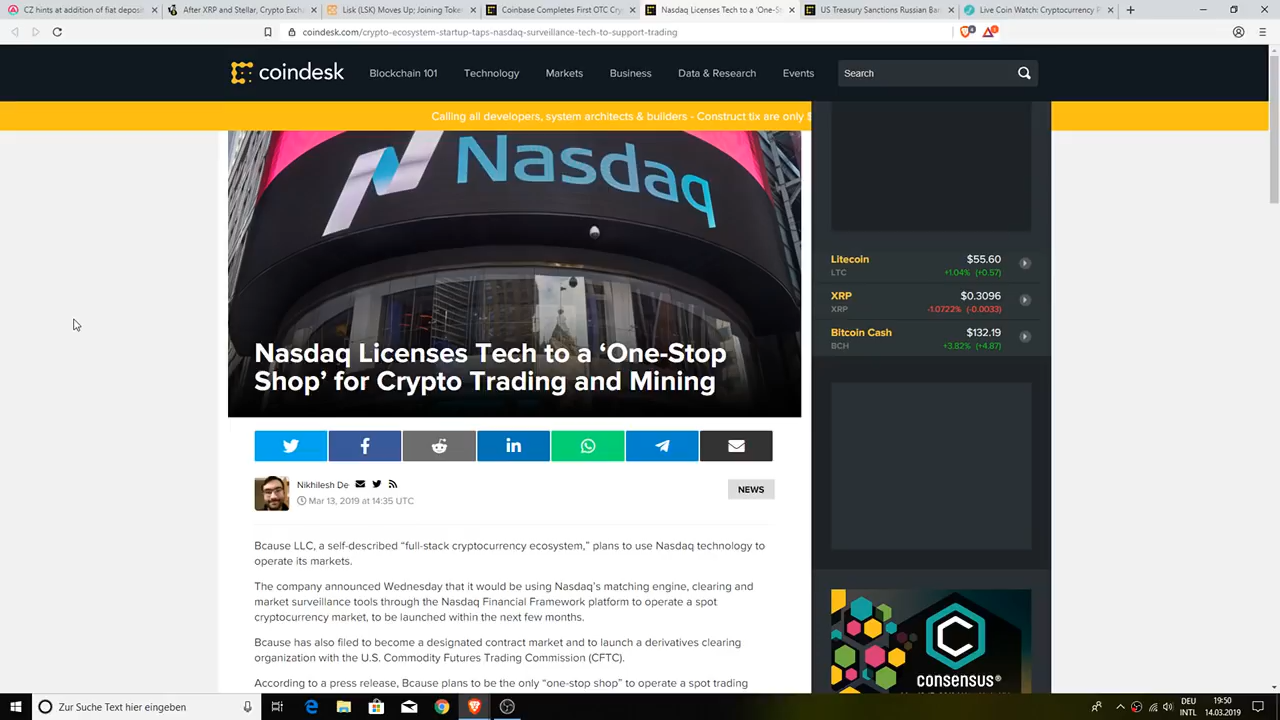 CZ hints at addition of fiat deposit
After XRP and Stellar, Crypto Excha
Lisk (LSK) Moves Up; Joining Token
Coinbase Completes First OTC Cry
Nasdaq Licenses Tech to a 'One-St
US Treasury Sanctions Russian Ban
Live Coin Watch: Cryptocurrency P
coindesk.com/crypto-ecosystem-startup-taps-nasdaq-surveillance-tech-to-support-trading
coindesk
Blockchain 101
Technology
Markets
Business
Data & Research
Events
Search
Calling all developers, system architects & builders - Construct tix are only $
Nasdaq
Litecoin $55.60
LTC +1.04% (+0.57)
XRP $0.3096
XRP -1.0722% (-0.0033)
Bitcoin Cash $132.19
BCH +3.82% (+4.87)
Nasdaq Licenses Tech to a ‘One-Stop
Shop’ for Crypto Trading and Mining
in
Nikhilesh De
Mar 13, 2019 at 14:35 UTC
NEWS
Bcause LLC, a self-described “full-stack cryptocurrency ecosystem,” plans to use Nasdaq technology to
operate its markets.
The company announced Wednesday that it would be using Nasdaq’s matching engine, clearing and
market surveillance tools through the Nasdaq Financial Framework platform to operate a spot
cryptocurrency market, to be launched within the next few months.
Bcause has also filed to become a designated contract market and to launch a derivatives clearing
organization with the U.S. Commodity Futures Trading Commission (CFTC).
According to a press release, Bcause plans to be the only “one-stop shop” to operate a spot trading
CONSENSUS®
Zur Suche Text hier eingeben
DEU
INTL
19:50
14.03.2019